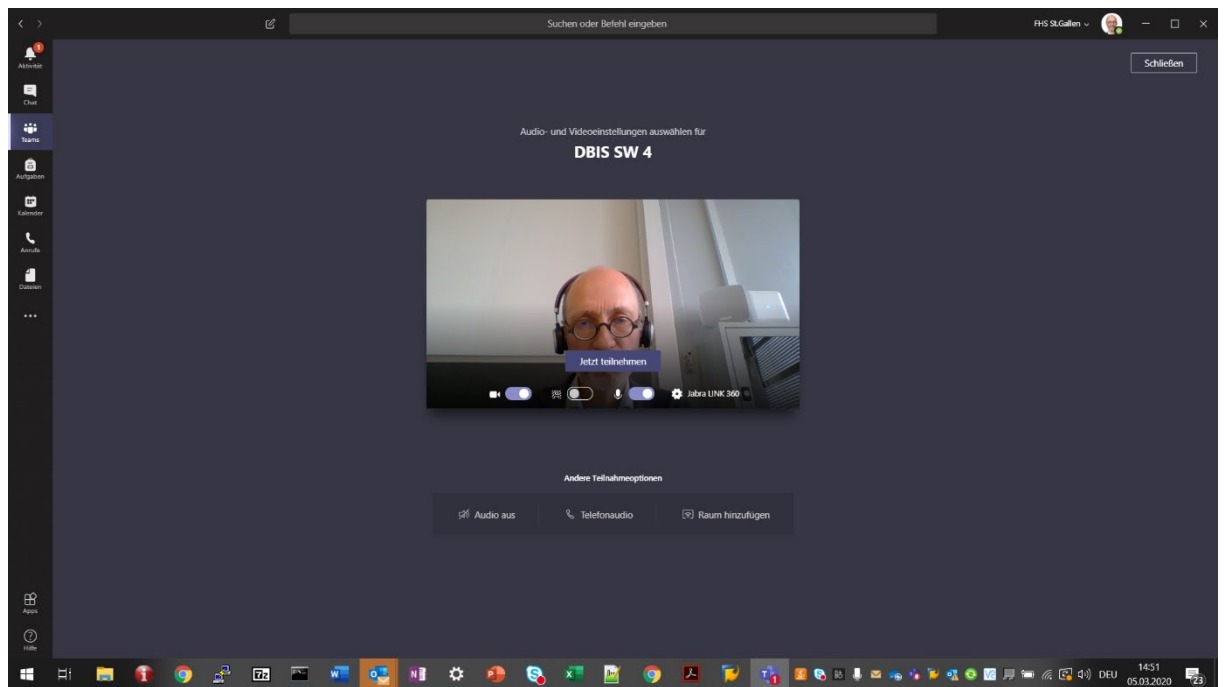 Suchen oder Befehl eingeben
FHS St.Gallen
1
Aktivität
Chat
Teams
Aufgaben
Kalender
Anrufe
Dateien
Schließen
Audio- und Videoeinstellungen auswählen für
DBIS SW 4
Jetzt teilnehmen
Jabra LINK 360
Andere Teilnahmeoptionen
Audio aus
Telefonaudio
Raum hinzufügen
Apps
Hilfe
DEU
14:51
05.03.2020
23